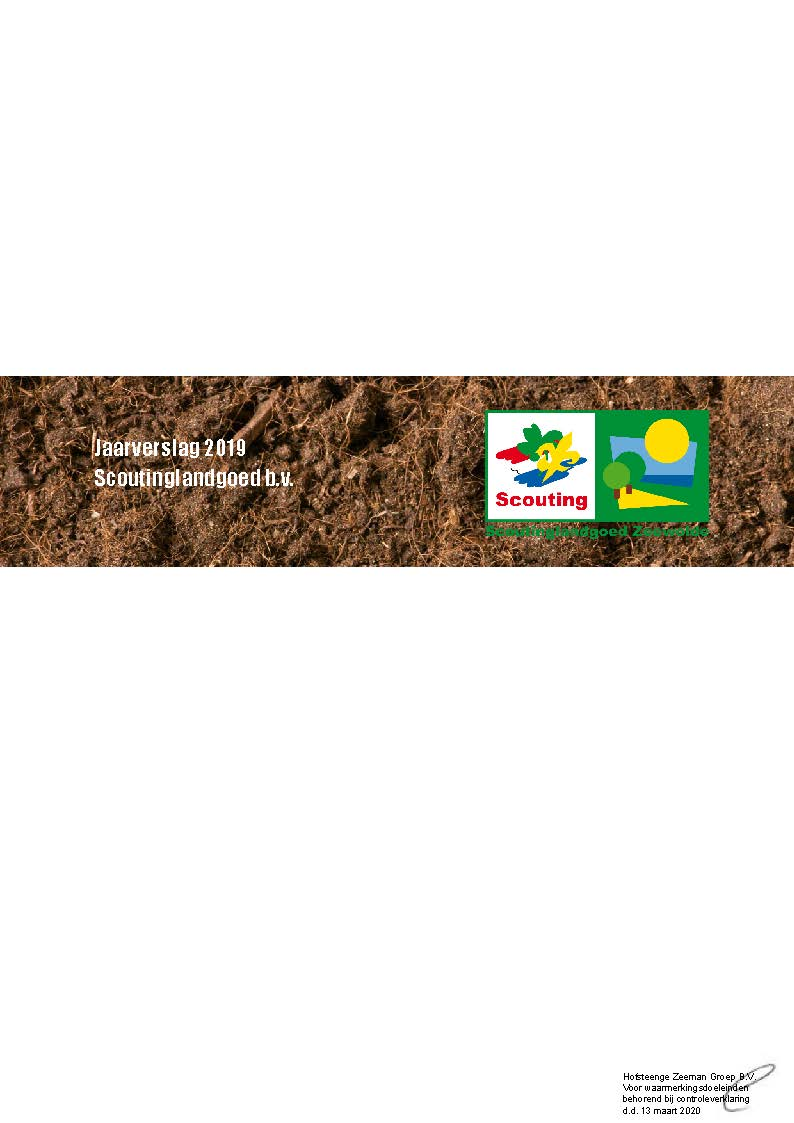 Jaarverslag 2019
Scoutinglandgoed b.v.
Scouting
Scoutinglandgoed Zeewolde
Hofsteenge Zeeman Groep B.V.
Voor waarmerkingsdoeleinden
behorend bij controleverklaring
d.d. 13 maart 2020